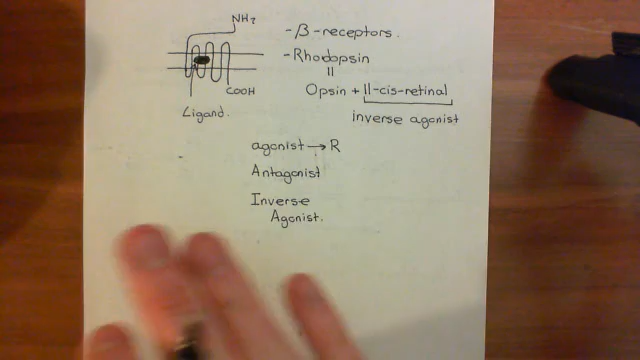 NH2
- β-receptors.
- Rhodopsin
Opsin + 11-cis-retinal
COOH
Ligand.
inverse agonist
agonist → R
Antagonist
Inverse
Agonist.